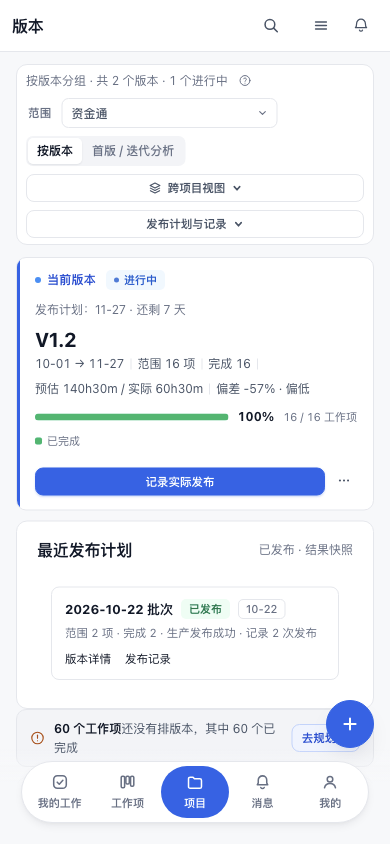 版本
按版本分组 · 共 2 个版本 · 1 个进行中
范围 资金通
按版本 首版 / 迭代分析
跨项目视图
发布计划与记录
当前版本 进行中
发布计划：11-27 · 还剩 7 天
V1.2
10-01 → 11-27 范围 16 项 完成 16
预估 140h30m / 实际 60h30m 偏差 -57% · 偏低
100% 16 / 16 工作项
已完成
记录实际发布 ...
最近发布计划 已发布 · 结果快照
2026-10-22 批次 已发布 10-22
范围 2 项 · 完成 2 · 生产发布成功 · 记录 2 次发布
版本详情 发布记录
60 个工作项还没有排版本，其中 60 个已
完成
去规
我的工作 工作项 项目 消息 我的